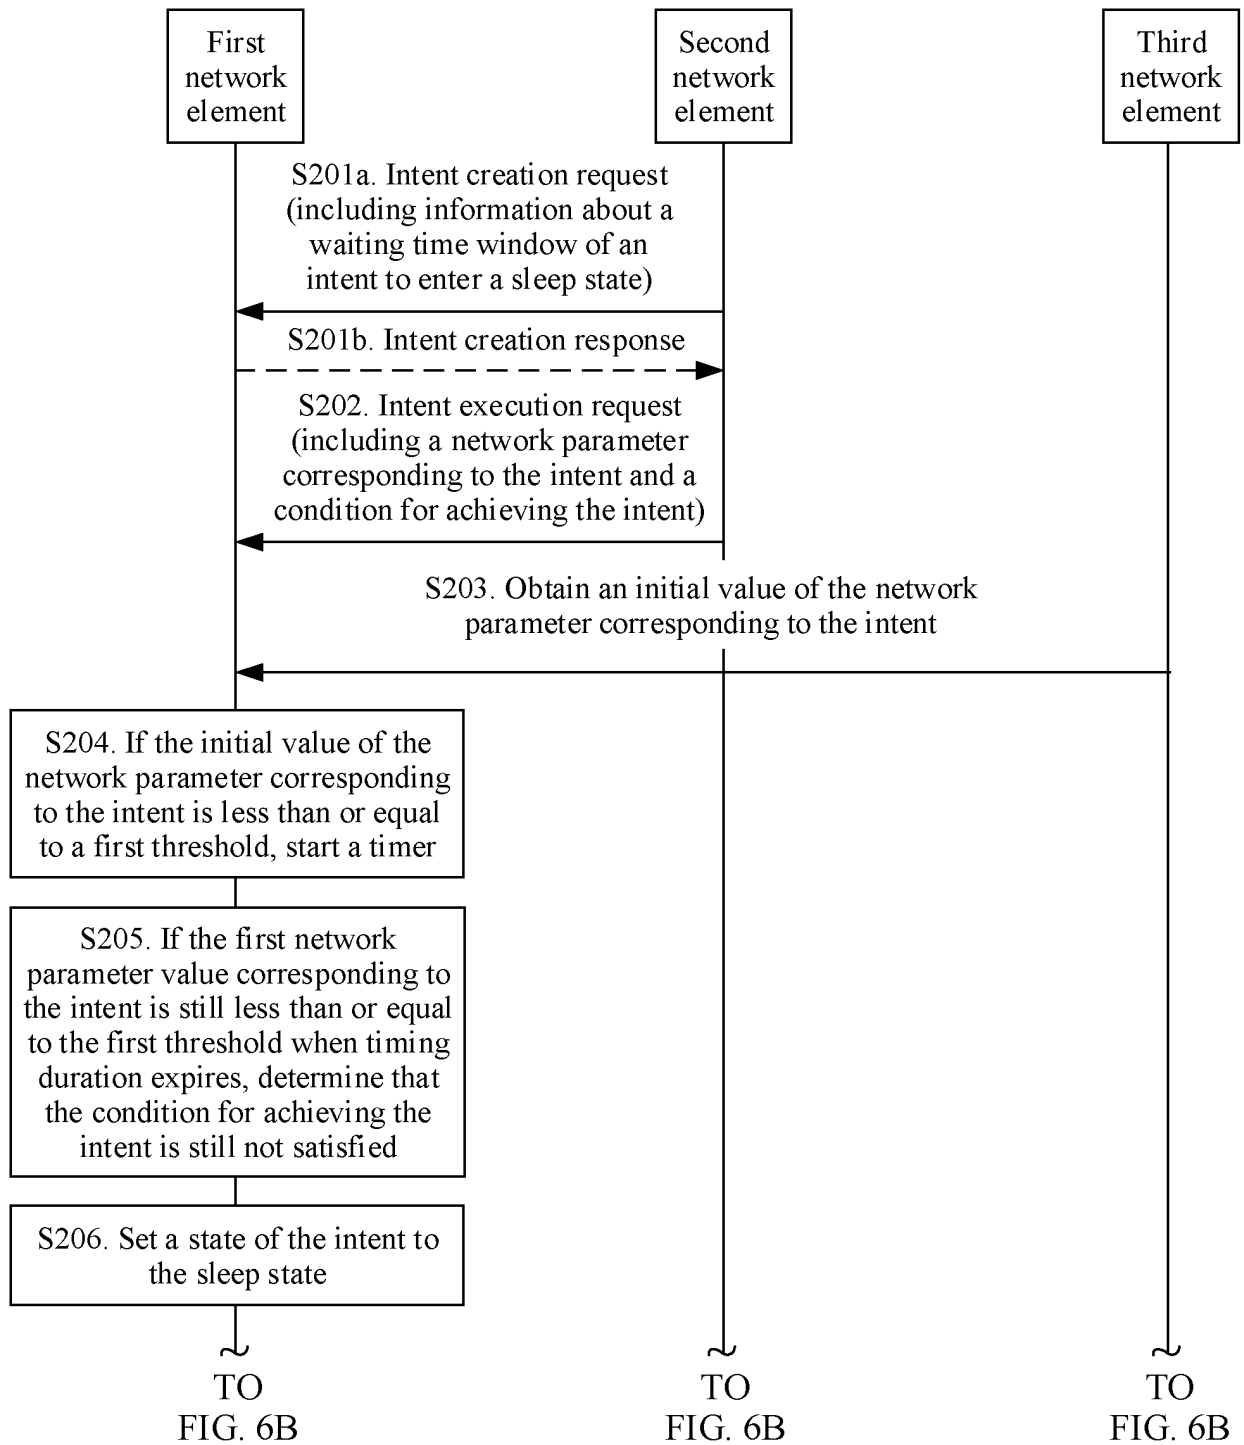 First
network
element
Second
network
element
Third
network
element
S201a. Intent creation request
(including information about a
waiting time window of an
intent to enter a sleep state)
S201b. Intent creation response
S202. Intent execution request
(including a network parameter
corresponding to the intent and a
condition for achieving the intent)
S203. Obtain an initial value of the network
parameter corresponding to the intent
S204. If the initial value of the
network parameter corresponding
to the intent is less than or equal
to a first threshold, start a timer
S205. If the first network
parameter value corresponding to
the intent is still less than or equal
to the first threshold when timing
duration expires, determine that
the condition for achieving the
intent is still not satisfied
S206. Set a state of the intent to
the sleep state
TO
FIG. 6B
TO
FIG. 6B
TO
FIG. 6B